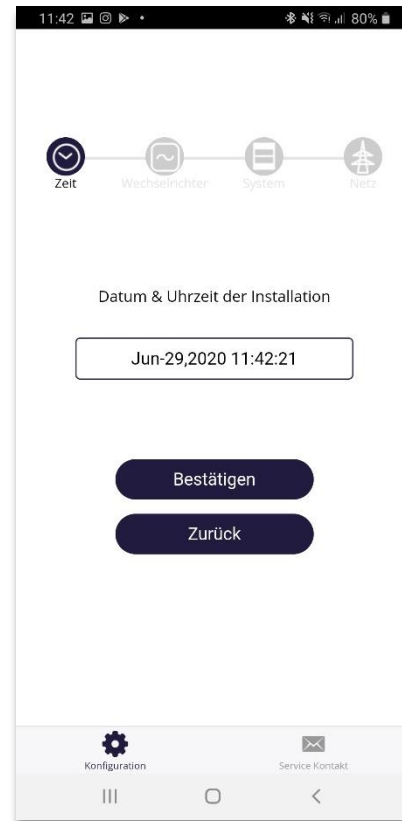 11:42 80%
Zeit Wechselrichter System Netz
Datum & Uhrzeit der Installation
Jun-29,2020 11:42:21
Bestätigen
Zurück
Konfiguration Service Kontakt